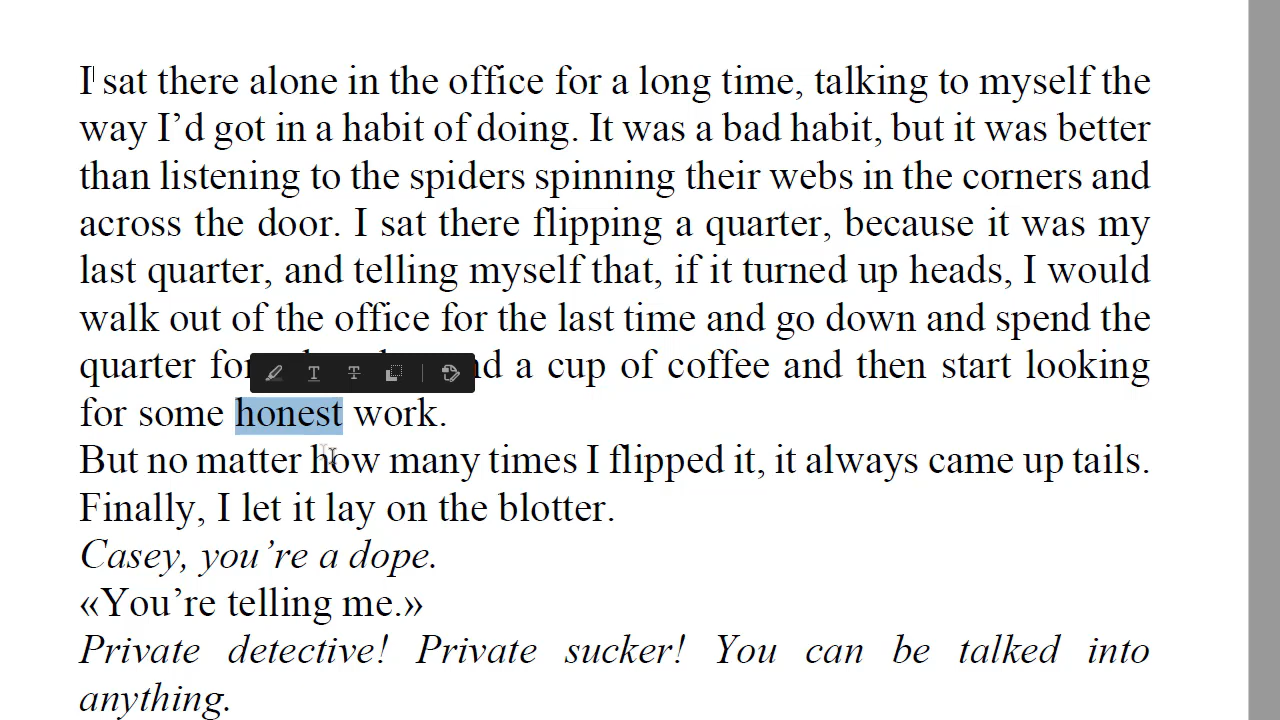 I sat there alone in the office for a long time, talking to myself the
way I’d got in a habit of doing. It was a bad habit, but it was better
than listening to the spiders spinning their webs in the corners and
across the door. I sat there flipping a quarter, because it was my
last quarter, and telling myself that, if it turned up heads, I would
walk out of the office for the last time and go down and spend the
quarter for a cup of coffee and then start looking
for some honest work.
But no matter how many times I flipped it, it always came up tails.
Finally, I let it lay on the blotter.
Casey, you’re a dope.
«You’re telling me.»
Private detective! Private sucker! You can be talked into
anything.